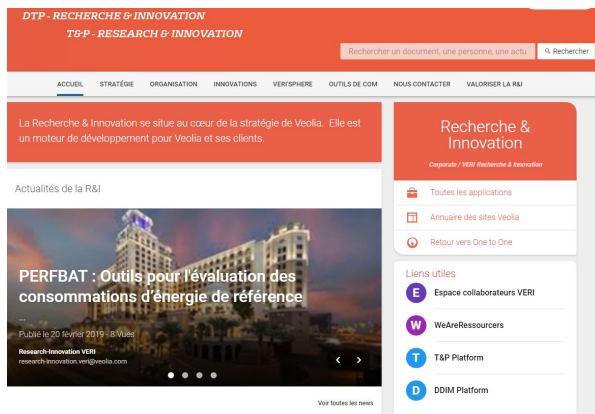 DTP - RECHERCHE & INNOVATION
T&P - RESEARCH & INNOVATION
Rechercher un document, une personne, une actu
Rechercher
ACCUEIL STRATÉGIE ORGANISATION INNOVATIONS VERI'SPHERE OUTILS DE COM NOUS CONTACTER VALORISER LA R&I
La Recherche & Innovation se situe au cœur de la stratégie de Veolia. Elle est
un moteur de développement pour Veolia et ses clients.
Actualités de la R&I
PERFBAT : Outils pour l'évaluation des
consommations d'énergie de référence
...
Publié le 20 février 2019 - 8 Vues
Research-Innovation VERI
research-innovation.veri@veolia.com
Voir toutes les news
Recherche &
Innovation
Corporate / VERI Recherche & Innovation
Toutes les applications
Annuaire des sites Veolia
Retour vers One to One
Liens utiles
E Espace collaborateurs VERI
W WeAreRessourcers
T T&P Platform
D DDIM Platform